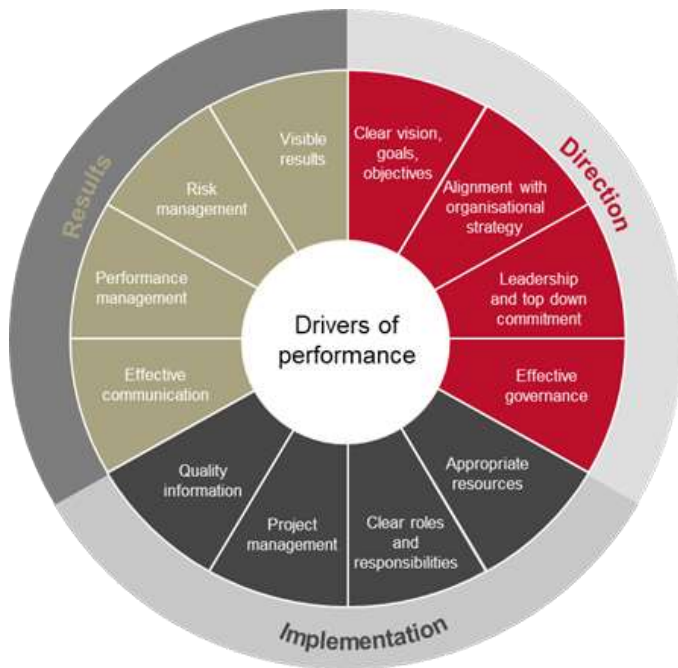 Drivers of
performance
Direction
Clear vision,
goals,
objectives
Alignment with
organisational
strategy
Leadership
and top down
commitment
Effective
governance
Implementation
Appropriate
resources
Clear roles
and
responsibilities
Project
management
Quality
information
Results
Effective
communication
Performance
management
Risk
management
Visible
results